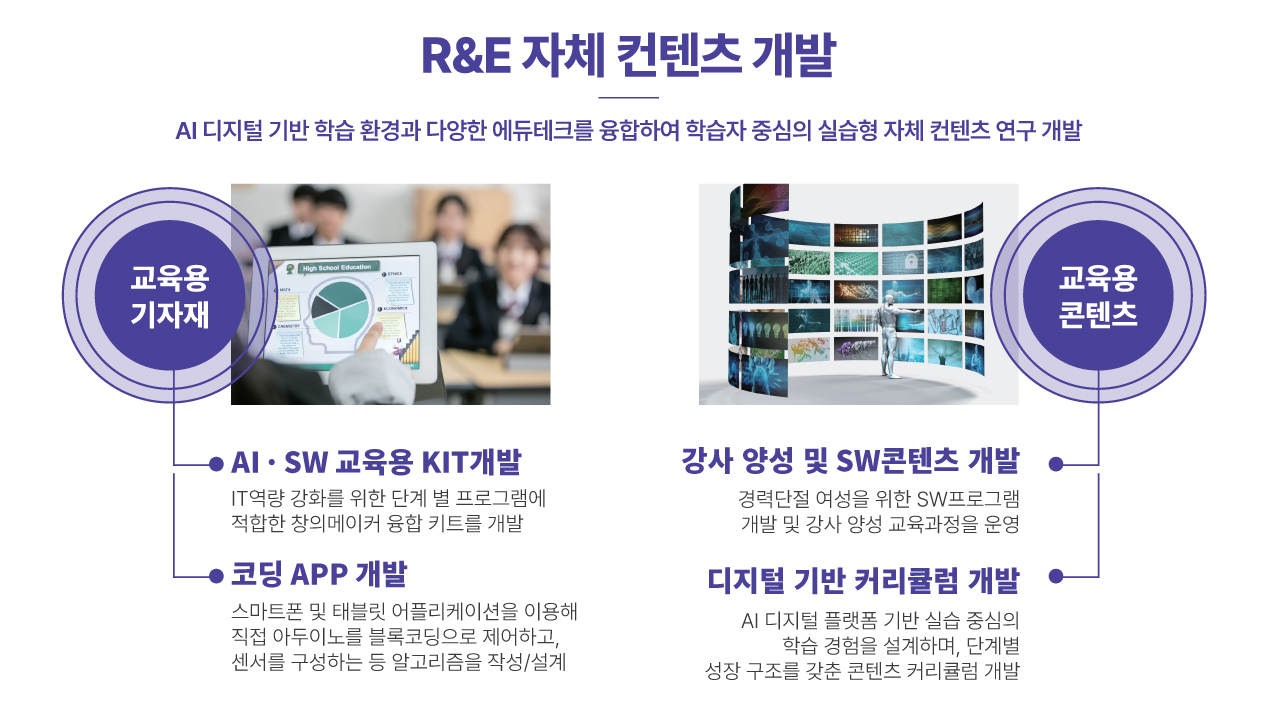 R&E 자체 컨텐츠 개발
AI 디지털 기반 학습 환경과 다양한 에듀테크를 융합하여 학습자 중심의 실습형 자체 컨텐츠 연구 개발
교육용
기자재
High School Education
ETHICS
MATH
ECONOMICS
CHEMISTRY
AI · SW 교육용 KIT개발
IT역량 강화를 위한 단계 별 프로그램에
적합한 창의메이커 융합 키트를 개발
코딩 APP 개발
스마트폰 및 태블릿 어플리케이션을 이용해
직접 아두이노를 블록코딩으로 제어하고,
센서를 구성하는 등 알고리즘을 작성/설계
교육용
콘텐츠
강사 양성 및 SW콘텐츠 개발
경력단절 여성을 위한 SW프로그램
개발 및 강사 양성 교육과정을 운영
디지털 기반 커리큘럼 개발
AI 디지털 플랫폼 기반 실습 중심의
학습 경험을 설계하며, 단계별
성장 구조를 갖춘 콘텐츠 커리큘럼 개발